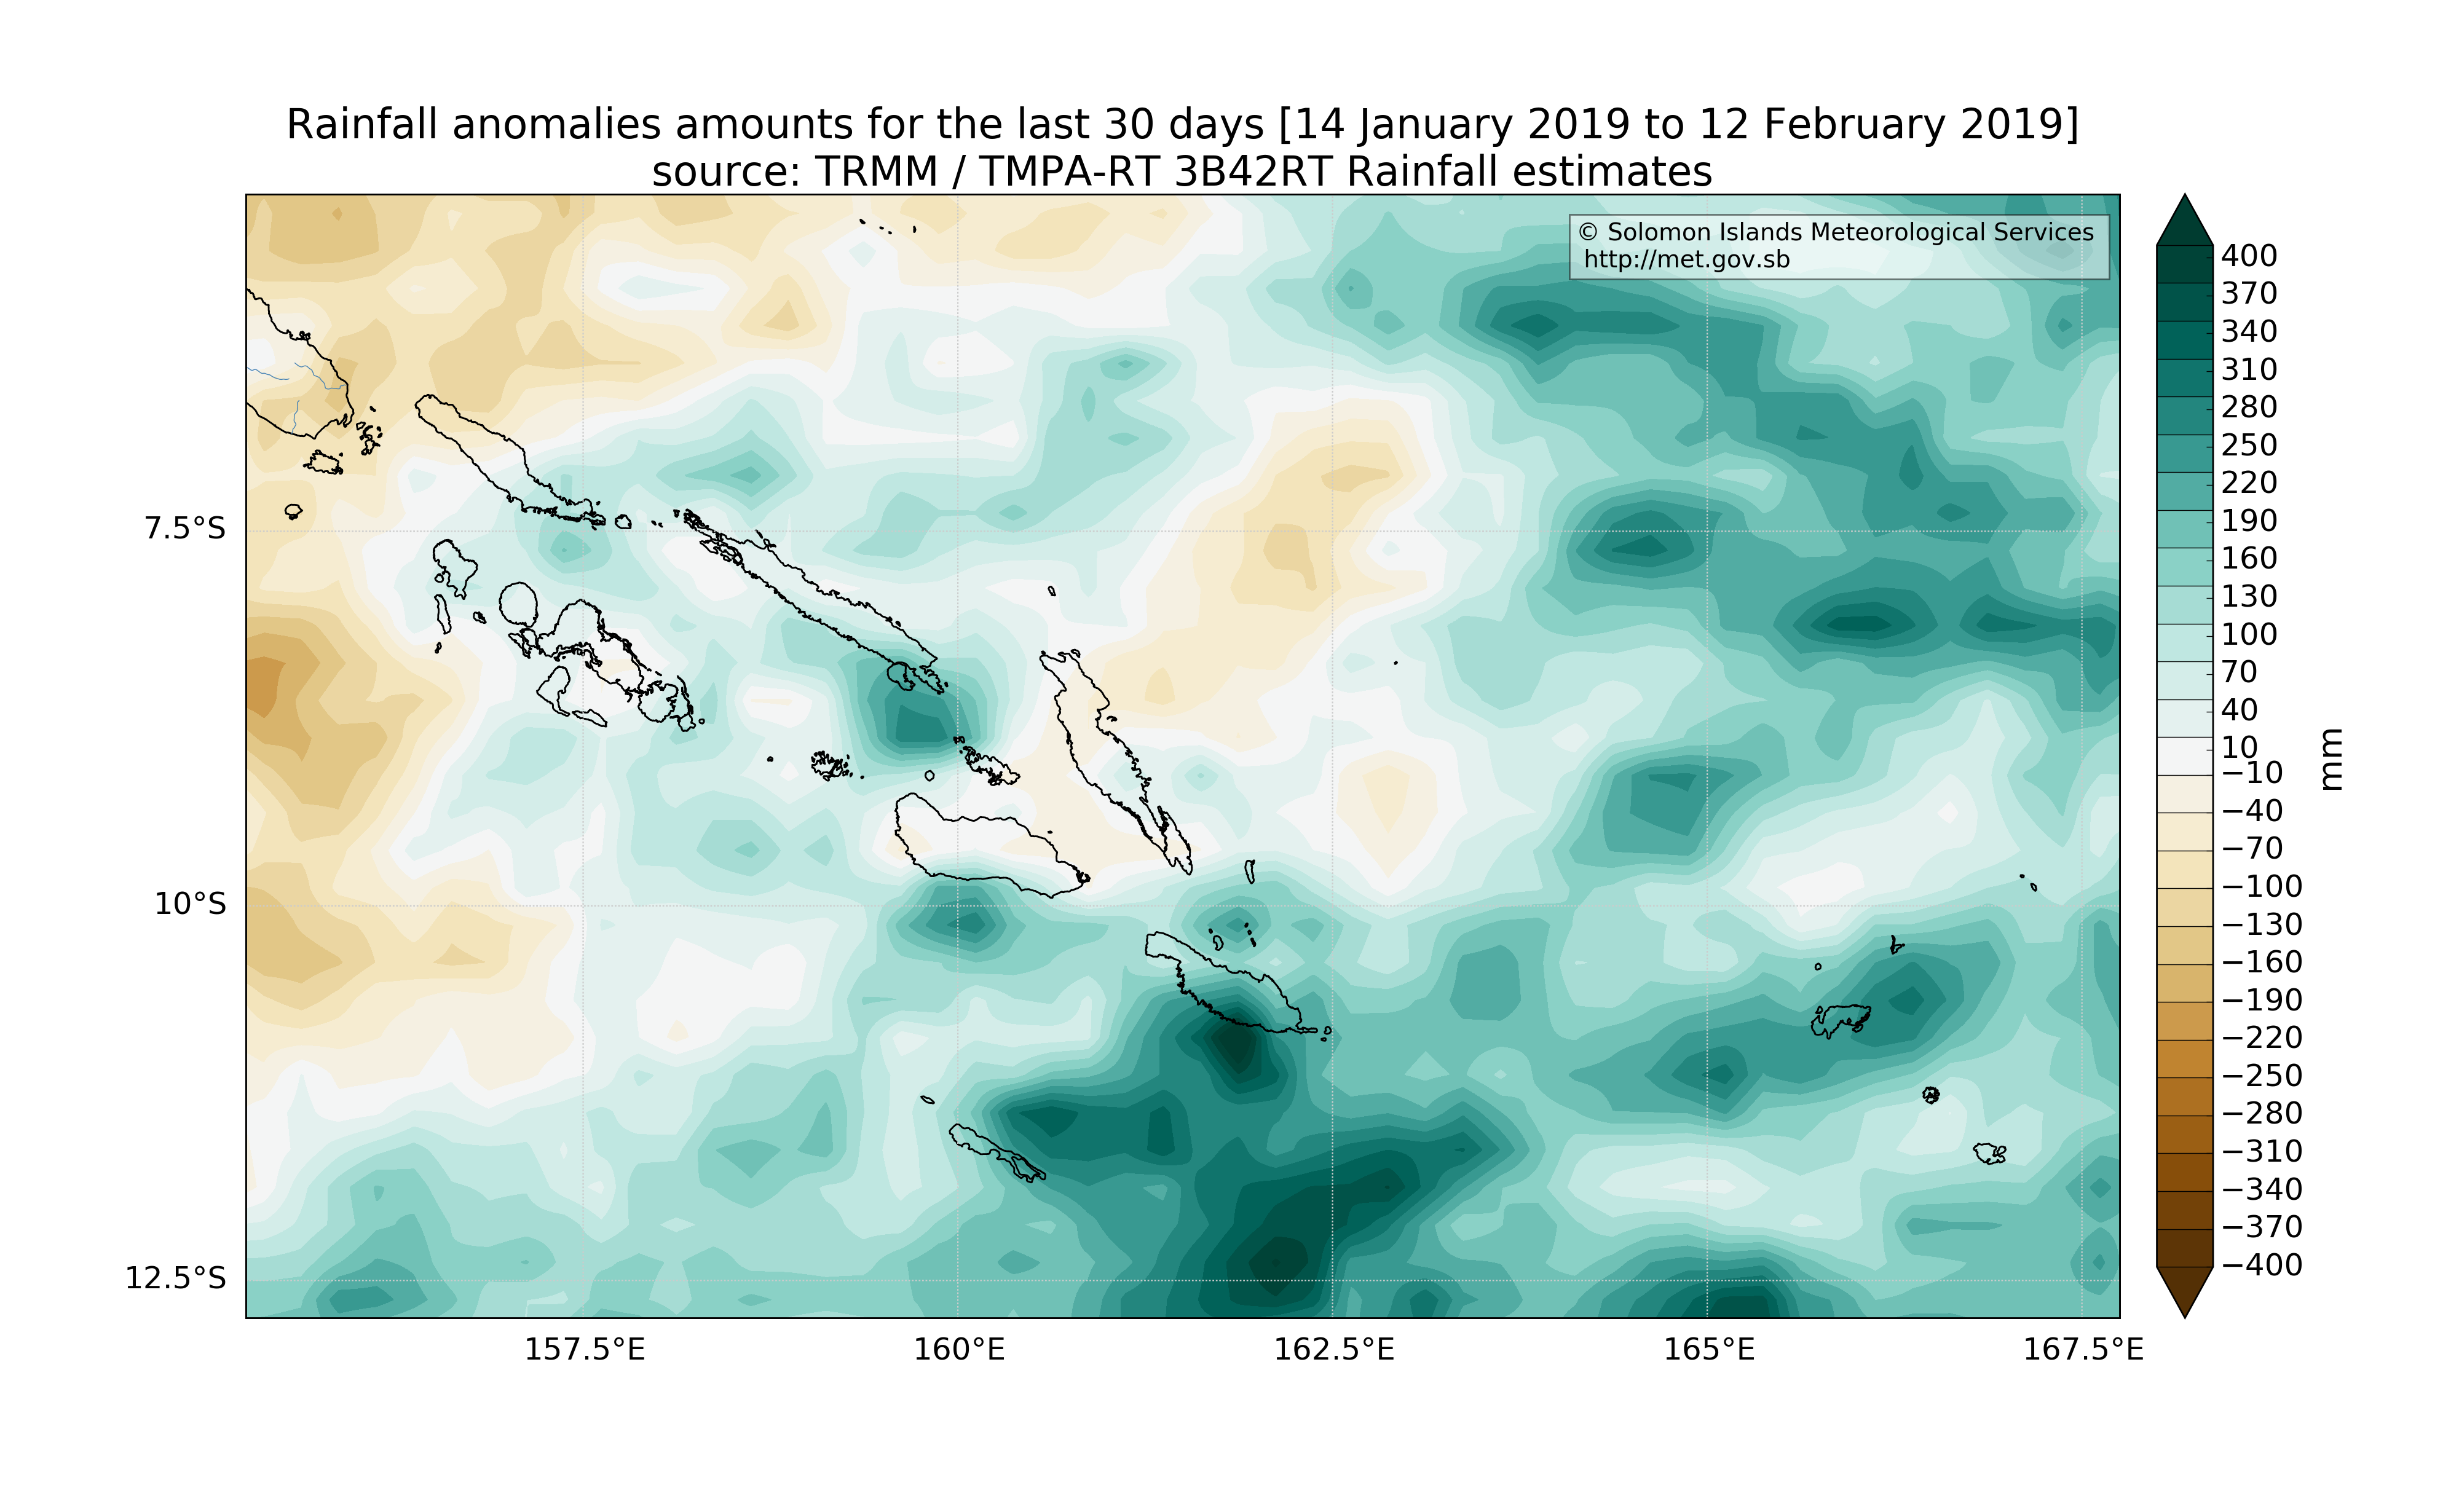 Rainfall anomalies amounts for the last 30 days [14 January 2019 to 12 February 2019]
source: TRMM / TMPA-RT 3B42RT Rainfall estimates
© Solomon Islands Meteorological Services
http://met.gov.sb
7.5°S
10°S
12.5°S
157.5°E
160°E
162.5°E
165°E
167.5°E
400
370
340
310
280
250
220
190
160
130
100
70
40
10
−10
−40
−70
−100
−130
−160
−190
−220
−250
−280
−310
−340
−370
−400
mm